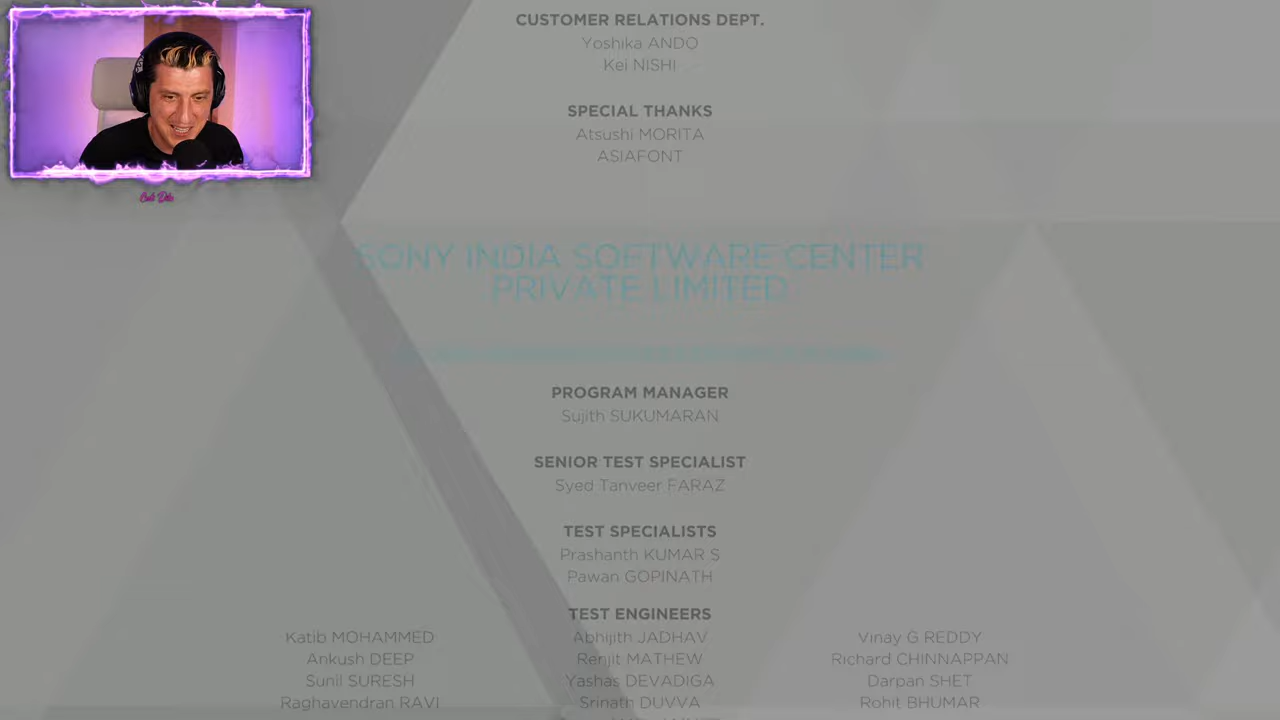 CUSTOMER RELATIONS DEPT.
Yoshika ANDO
Kei NISHI
SPECIAL THANKS
Atsushi MORITA
ASIAFONT
SONY INDIA SOFTWARE CENTER
PRIVATE LIMITED
PROGRAM MANAGER
Sujith SUKUMARAN
SENIOR TEST SPECIALIST
Syed Tanveer FARAZ
TEST SPECIALISTS
Prashanth KUMAR S
Pawan GOPINATH
TEST ENGINEERS
Katib MOHAMMED Abhijith JADHAV Vinay G REDDY
Ankush DEEP Renjit MATHEW Richard CHINNAPPAN
Sunil SURESH Yashas DEVADIGA Darpan SHET
Raghavendran RAVI Srinath DUVVA Rohit BHUMAR